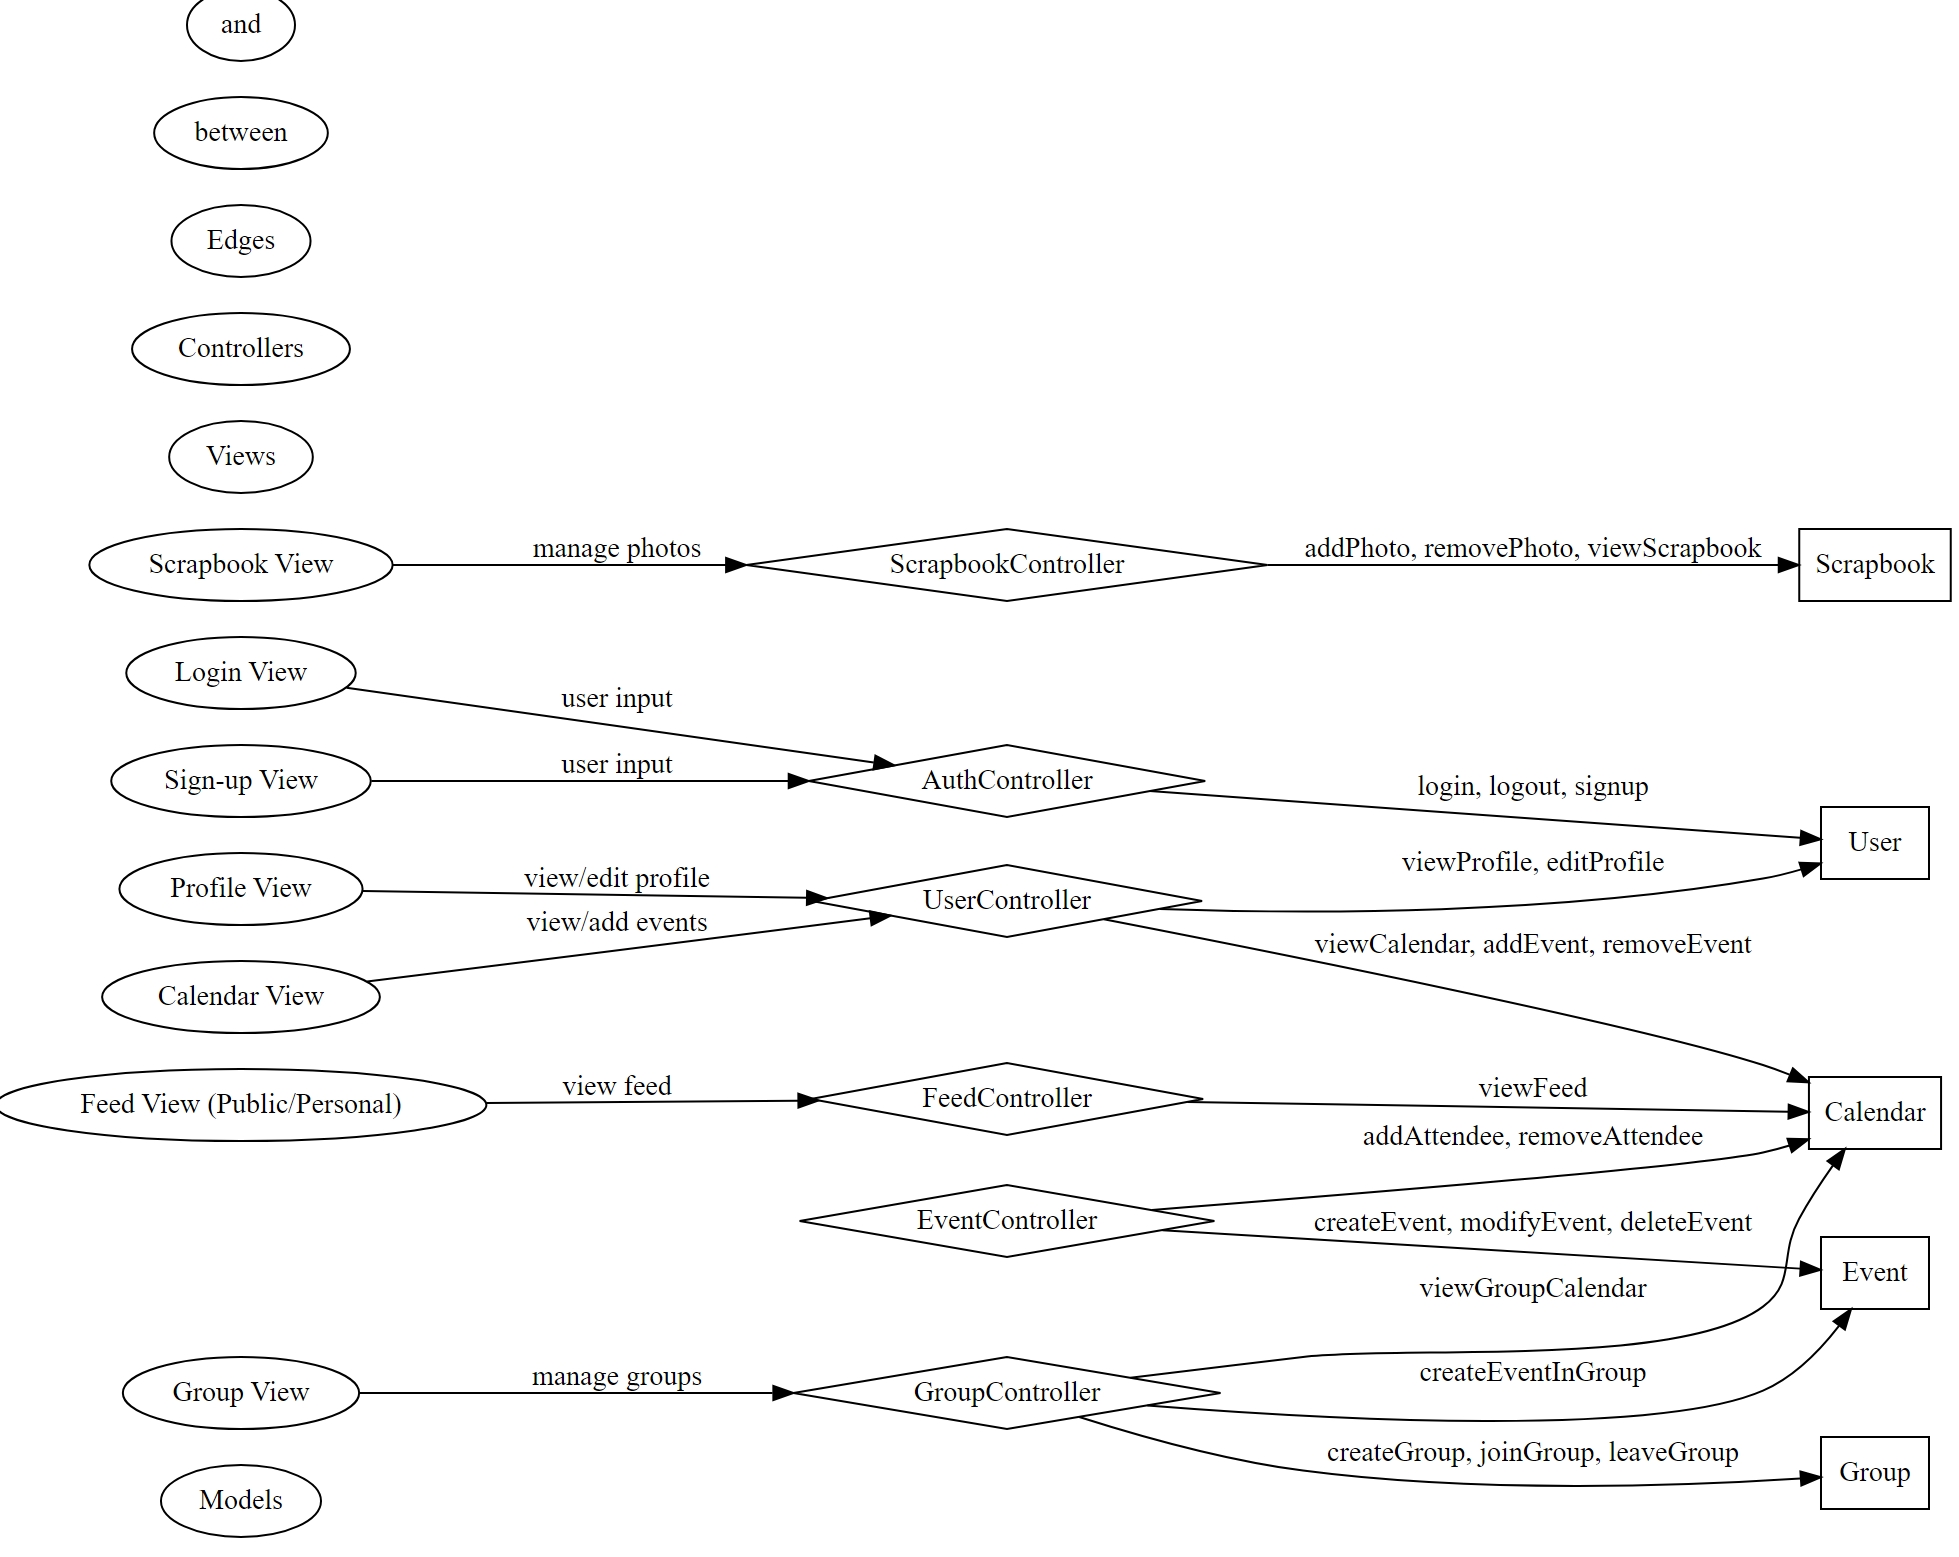 and
between
Edges
Controllers
Views
Scrapbook View
manage photos
ScrapbookController
addPhoto, removePhoto, viewScrapbook
Scrapbook
Login View
user input
Sign-up View
user input
AuthController
login, logout, signup
User
Profile View
view/edit profile
UserController
viewProfile, editProfile
view/add events
viewCalendar, addEvent, removeEvent
Calendar View
Feed View (Public/Personal)
view feed
FeedController
viewFeed
Calendar
addAttendee, removeAttendee
EventController
createEvent, modifyEvent, deleteEvent
Event
viewGroupCalendar
Group View
manage groups
GroupController
createEventInGroup
createGroup, joinGroup, leaveGroup
Group
Models